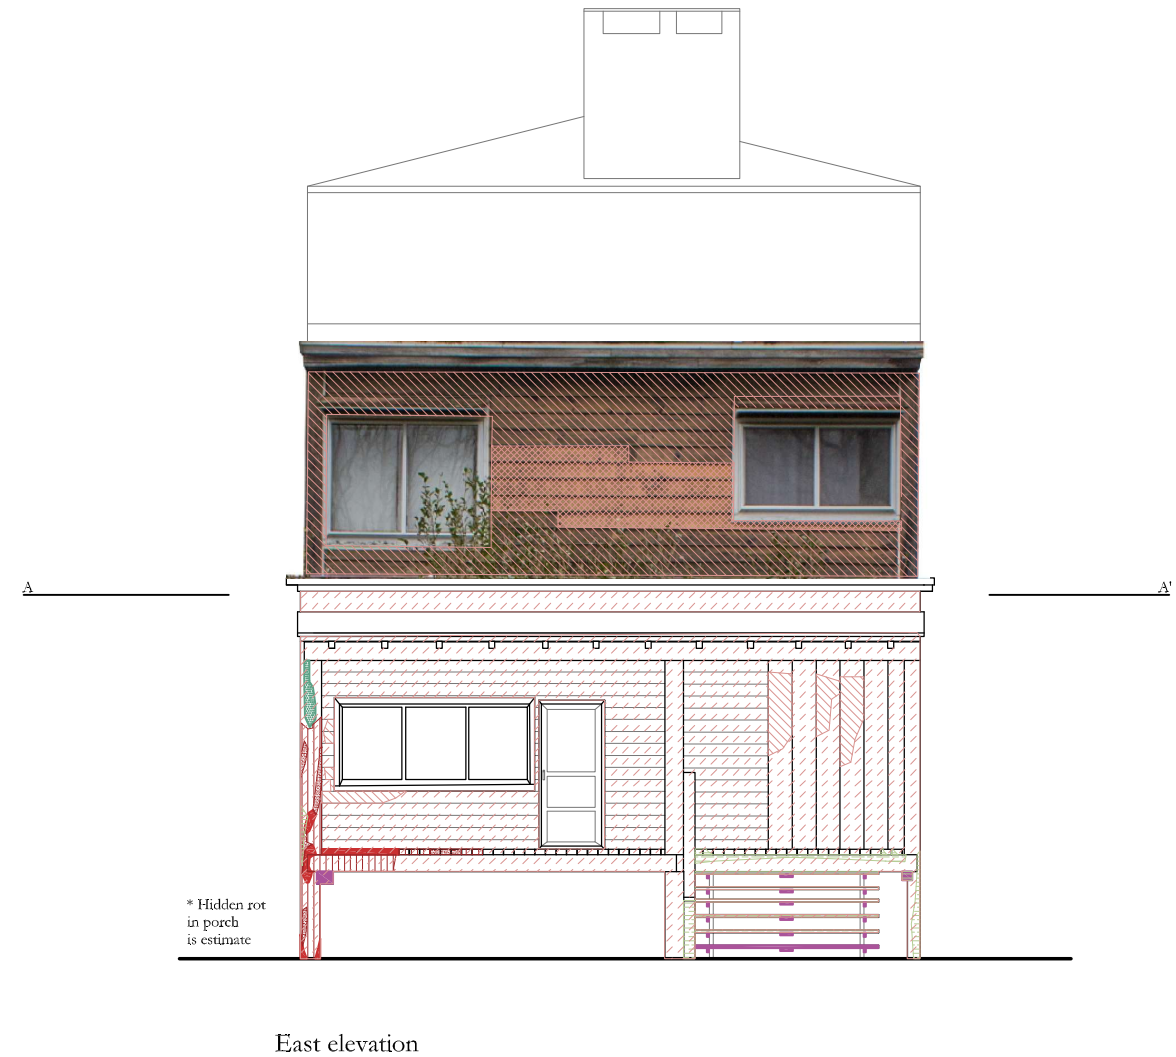 A
A'
* Hidden rot
in porch
is estimate
East elevation